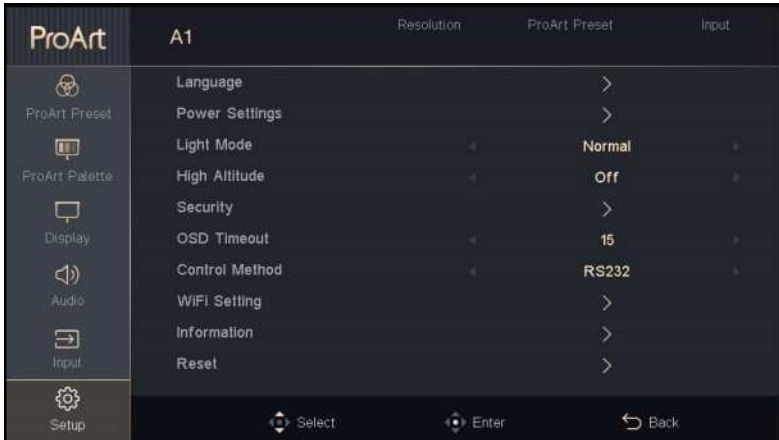 ProArt
A1
Resolution
ProArt Preset
Input
ProArt Preset
ProArt Palette
Display
Audio
Input
Setup
Language
Power Settings
Light Mode Normal
High Altitude Off
Security
OSD Timeout 15
Control Method RS232
WiFi Setting
Information
Reset
Select
Enter
Back